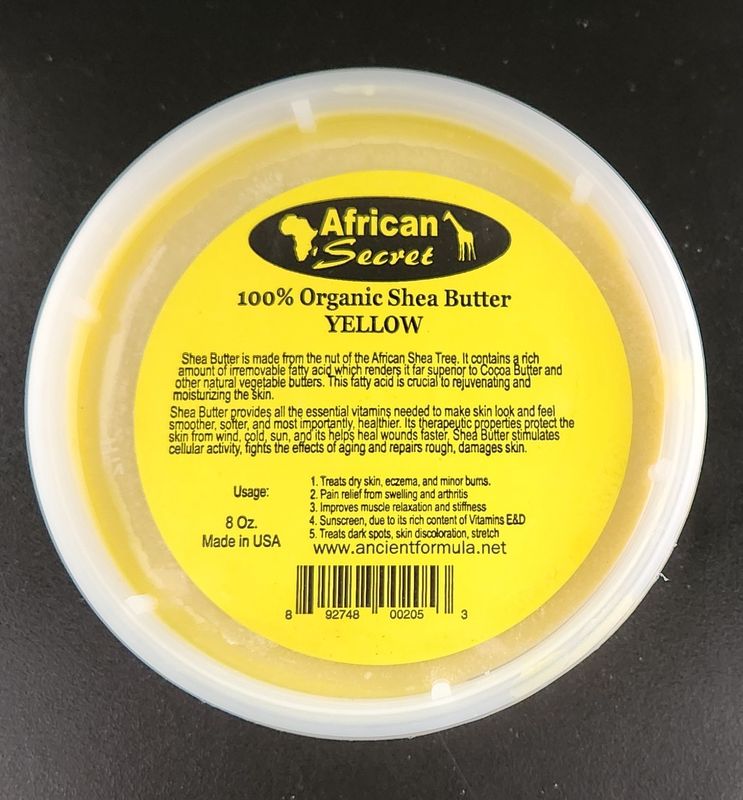 African
Secret
100% Organic Shea Butter
YELLOW
Shea Butter is made from the nut of the African Shea Tree. It contains a rich
amount of irremovable fatty acid which renders it far superior to Cocoa Butter and
other natural vegetable butters. This fatty acid is crucial to rejuvenating and
moisturizing the skin.
Shea Butter provides all the essential vitamins needed to make skin look and feel
smoother, softer, and most importantly, healthier. Its therapeutic properties protect the
skin from wind, cold, sun, and its helps heal wounds faster, Shea Butter stimulates
cellular activity, fights the effects of aging and repairs rough, damages skin.
Usage:
1. Treats dry skin, eczema, and minor burns.
2. Pain relief from swelling and arthritis
3. Improves muscle relaxation and stiffness
4. Sunscreen, due to its rich content of Vitamins E&D
5. Treats dark spots, skin discoloration, stretch
8 Oz.
Made in USA
www.ancientformula.net
8 92748 00205 3